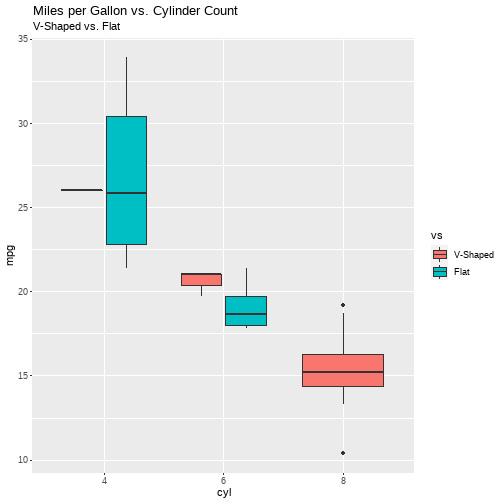 Miles per Gallon vs. Cylinder Count
V-Shaped vs. Flat
35
30
25
20
15
10
mpg
4
6
8
cyl
vs
V-Shaped
Flat